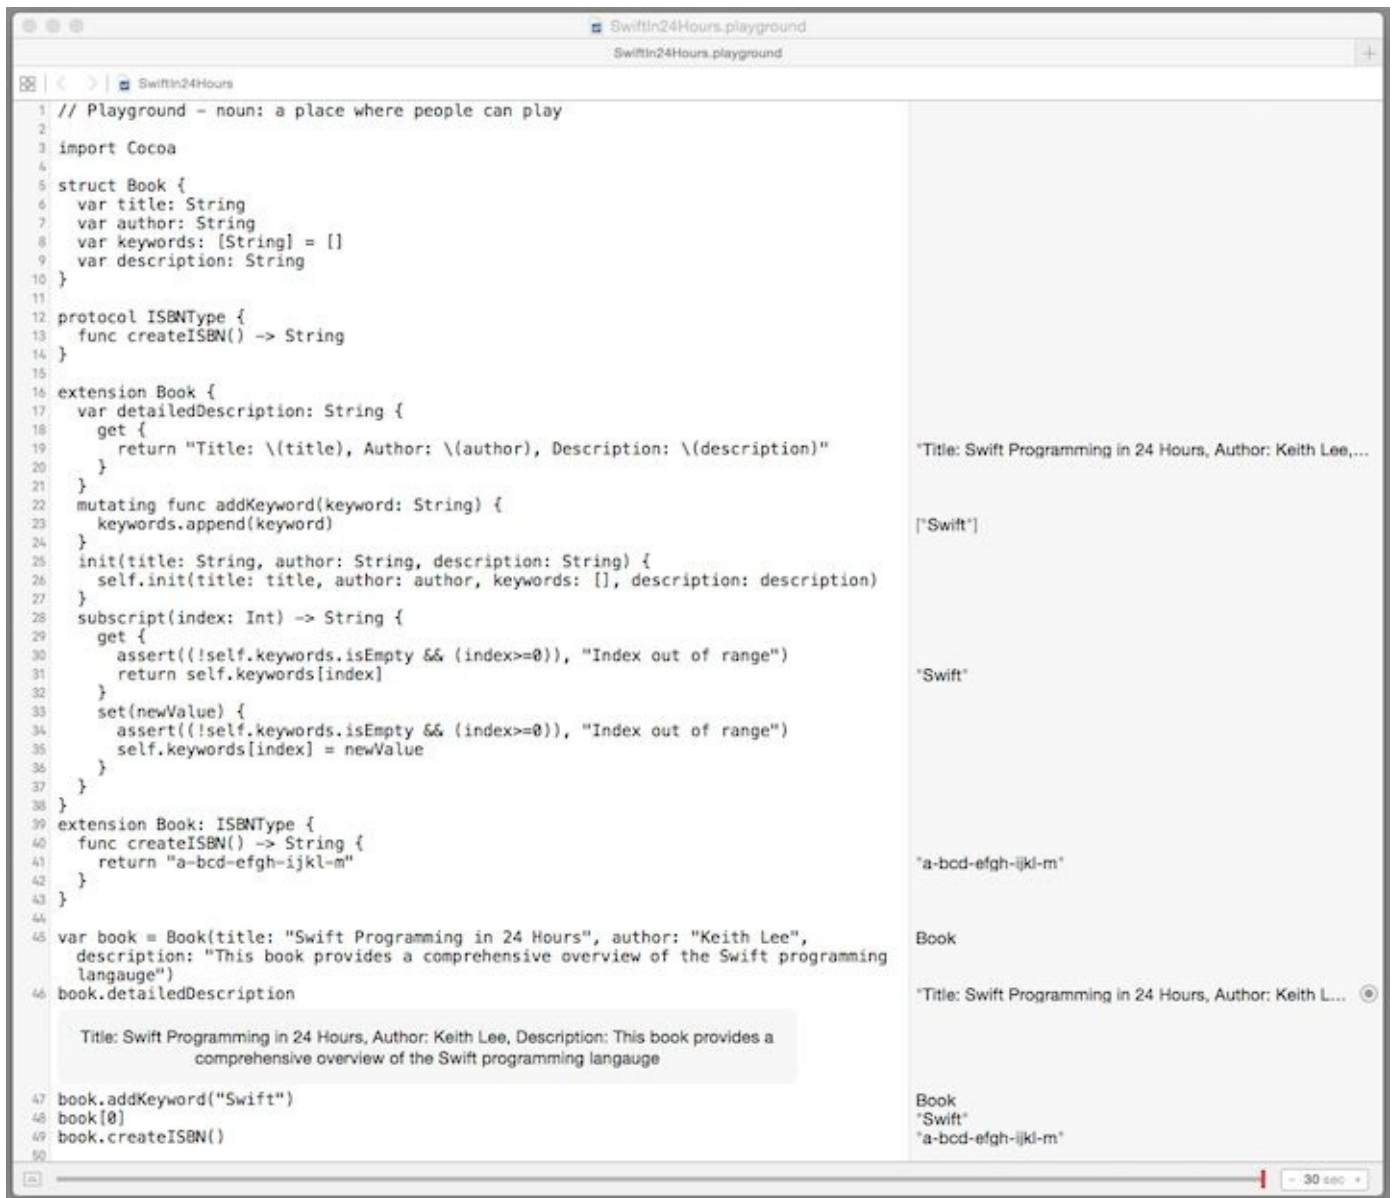 SwiftIn24Hours.playground
SwiftIn24Hours.playground
+
SwiftIn24Hours
1 // Playground - noun: a place where people can play
2
3 import Cocoa
4
5 struct Book {
6   var title: String
7   var author: String
8   var keywords: [String] = []
9   var description: String
10 }
11
12 protocol ISBNType {
13   func createISBN() -> String
14 }
15
16 extension Book {
17   var detailedDescription: String {
18     get {
19       return "Title: \(title), Author: \(author), Description: \(description)" "Title: Swift Programming in 24 Hours, Author: Keith Lee,...
20     }
21   }
22   mutating func addKeyword(keyword: String) {
23     keywords.append(keyword) ["Swift"]
24   }
25   init(title: String, author: String, description: String) {
26     self.init(title: title, author: author, keywords: [], description: description)
27   }
28   subscript(index: Int) -> String {
29     get {
30       assert((!self.keywords.isEmpty && (index>=0)), "Index out of range")
31       return self.keywords[index] "Swift"
32     }
33     set(newValue) {
34       assert((!self.keywords.isEmpty && (index>=0)), "Index out of range")
35       self.keywords[index] = newValue
36     }
37   }
38 }
39 extension Book: ISBNType {
40   func createISBN() -> String {
41     return "a-bcd-efgh-ijkl-m" "a-bcd-efgh-ijkl-m"
42   }
43 }
44
45 var book = Book(title: "Swift Programming in 24 Hours", author: "Keith Lee", Book
description: "This book provides a comprehensive overview of the Swift programming
langauge")
46 book.detailedDescription "Title: Swift Programming in 24 Hours, Author: Keith L...
Title: Swift Programming in 24 Hours, Author: Keith Lee, Description: This book provides a
comprehensive overview of the Swift programming langauge
47 book.addKeyword("Swift") Book
48 book[0] "Swift"
49 book.createISBN() "a-bcd-efgh-ijkl-m"
50
- 30 sec +